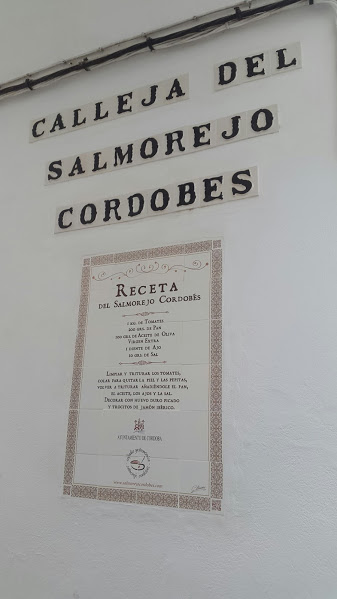 CALLEJA DEL
SALMOREJO
CORDOBES
RECETA
DEL SALMOREJO CORDOBÉS
1 KG. DE TOMATES
200 GRS. DE PAN
100 GRS. DE ACEITE DE OLIVA
VIRGEN EXTRA
1 DIENTE DE AJO
10 GRS. DE SAL
LIMPIAR Y TRITURAR LOS TOMATES,
COLAR PARA QUITAR LA PIEL Y LAS PEPITAS,
VOLVER A TRITURAR AÑADIÉNDOLE EL PAN,
EL ACEITE, LOS AJOS Y LA SAL.
DECORAR CON HUEVO DURO PICADO
Y TROCITOS DE JAMÓN IBÉRICO.
AYUNTAMIENTO DE CÓRDOBA